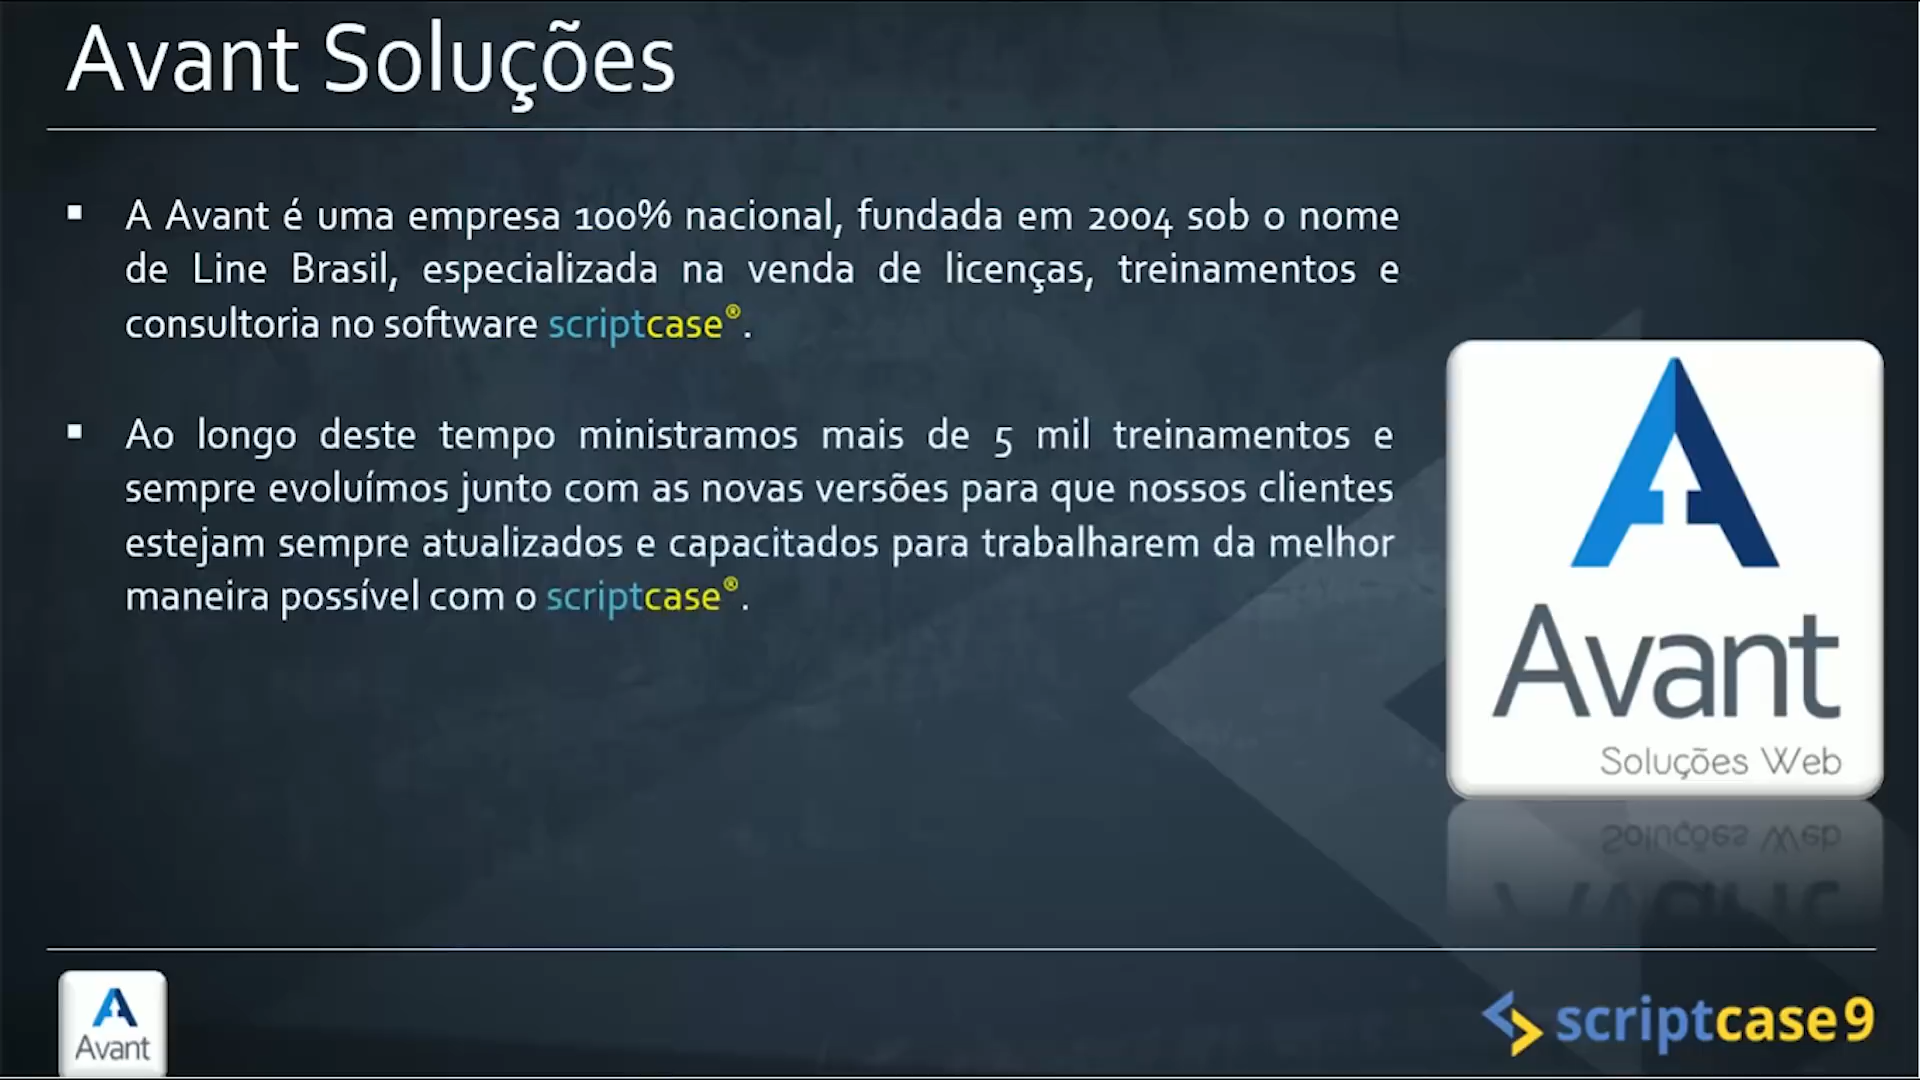 Avant Soluções
▪ A Avant é uma empresa 100% nacional, fundada em 2004 sob o nome
de Line Brasil, especializada na venda de licenças, treinamentos e
consultoria no software scriptcase®.
▪ Ao longo deste tempo ministramos mais de 5 mil treinamentos e
sempre evoluímos junto com as novas versões para que nossos clientes
estejam sempre atualizados e capacitados para trabalharem da melhor
maneira possível com o scriptcase®.
Avant
Soluções Web
Avant
scriptcase9